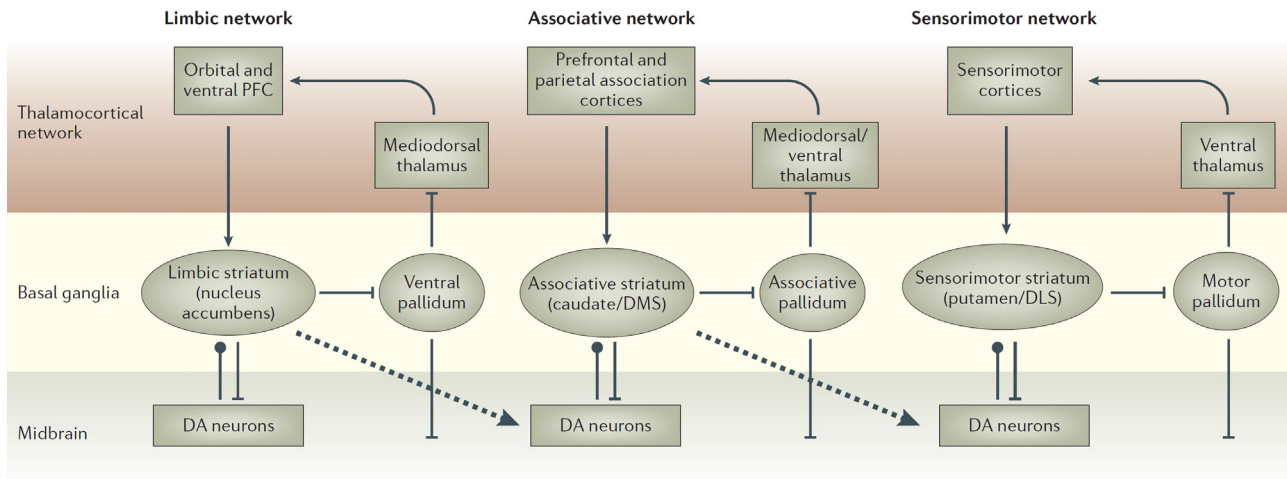 Limbic network
Associative network
Sensorimotor network
Thalamocortical
network
Orbital and
ventral PFC
Mediodorsal
thalamus
Prefrontal and
parietal association
cortices
Mediodorsal/
ventral
thalamus
Sensorimotor
cortices
Ventral
thalamus
Basal ganglia
Limbic striatum
(nucleus
accumbens)
Ventral
pallidum
Associative striatum
(caudate/DMS)
Associative
pallidum
Sensorimotor striatum
(putamen/DLS)
Motor
pallidum
Midbrain
DA neurons
DA neurons
DA neurons